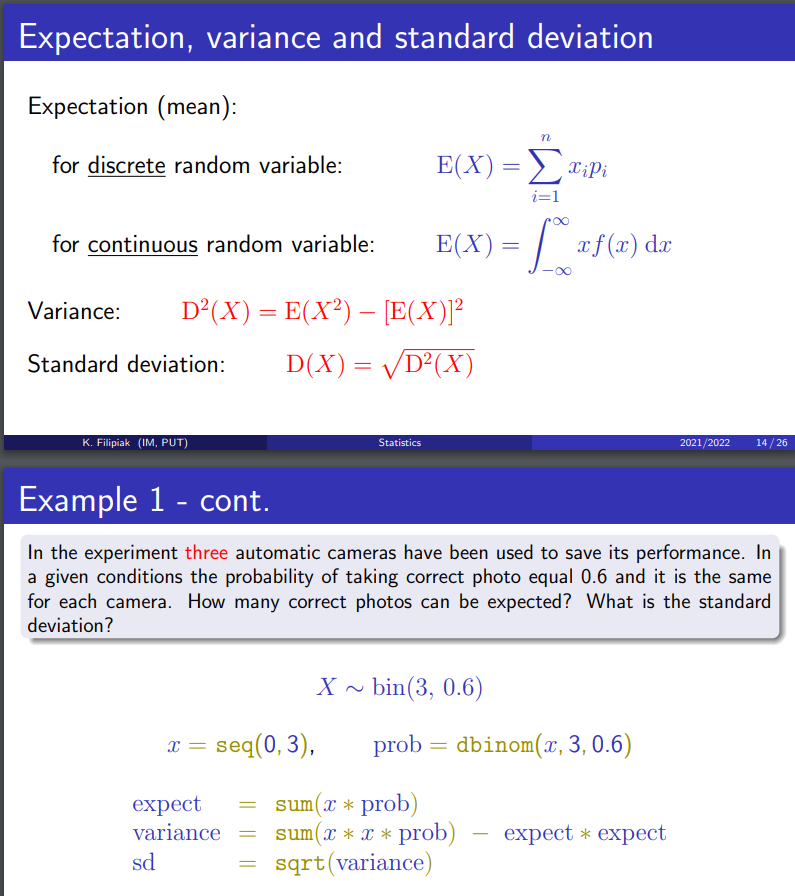 Expectation, variance and standard deviation
Expectation (mean):
for discrete random variable: E(X) = ∑_{i=1}^{n} x_i p_i
for continuous random variable: E(X) = ∫_{−∞}^{∞} x f(x) dx
Variance: D²(X) = E(X²) − [E(X)]²
Standard deviation: D(X) = √D²(X)
K. Filipiak (IM, PUT) Statistics 2021/2022 14 / 26
Example 1 - cont.
In the experiment three automatic cameras have been used to save its performance. In
a given conditions the probability of taking correct photo equal 0.6 and it is the same
for each camera. How many correct photos can be expected? What is the standard
deviation?
X ∼ bin(3, 0.6)
x = seq(0, 3), prob = dbinom(x, 3, 0.6)
expect = sum(x ∗ prob)
variance = sum(x ∗ x ∗ prob) − expect ∗ expect
sd = sqrt(variance)